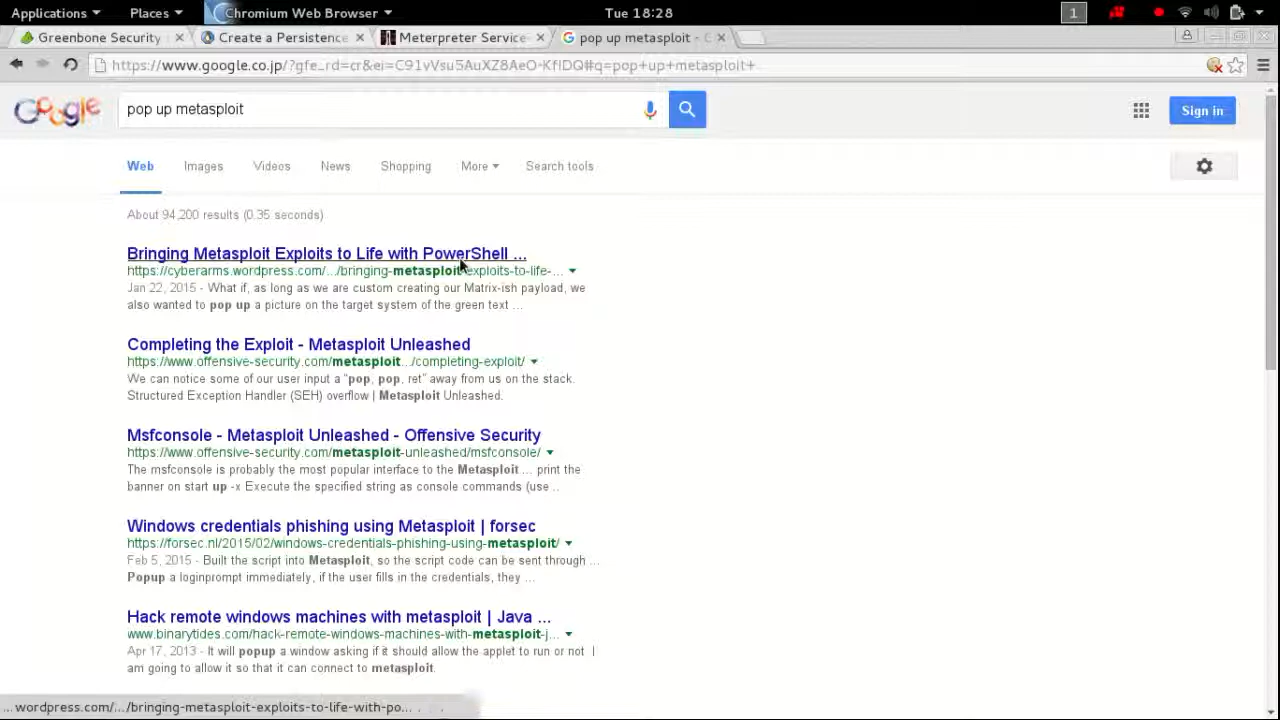 Applications Places Chromium Web Browser Tue 18:28 1
Greenbone Security × Create a Persistence × Meterpreter Service- × pop up metasploit - G ×
https://www.google.co.jp/?gfe_rd=cr&ei=C91yVsu5AuXZ8AeO-KfIDQ#q=pop+up+metasploit+
Google pop up metasploit Sign in
Web Images Videos News Shopping More Search tools
About 94,200 results (0.35 seconds)
Bringing Metasploit Exploits to Life with PowerShell ...
https://cyberarms.wordpress.com/.../bringing-metasploit-exploits-to-life-...
Jan 22, 2015 - What if, as long as we are custom creating our Matrix-ish payload, we
also wanted to pop up a picture on the target system of the green text ...
Completing the Exploit - Metasploit Unleashed
https://www.offensive-security.com/metasploit.../completing-exploit/
We can notice some of our user input a “pop, pop, ret” away from us on the stack.
Structured Exception Handler (SEH) overflow | Metasploit Unleashed.
Msfconsole - Metasploit Unleashed - Offensive Security
https://www.offensive-security.com/metasploit-unleashed/msfconsole/
The msfconsole is probably the most popular interface to the Metasploit ... print the
banner on start up -x Execute the specified string as console commands (use ..
Windows credentials phishing using Metasploit | forsec
https://forsec.nl/2015/02/windows-credentials-phishing-using-metasploit/
Feb 5, 2015 - Built the script into Metasploit, so the script code can be sent through ...
Popup a loginprompt immediately, if the user fills in the credentials, they ...
Hack remote windows machines with metasploit | Java ...
www.binarytides.com/hack-remote-windows-machines-with-metasploit-j...
Apr 17, 2013 - It will popup a window asking if it should allow the applet to run or not I
am going to allow it so that it can connect to metasploit.
wordpress.com/.../bringing-metasploit-exploits-to-life-with-po...